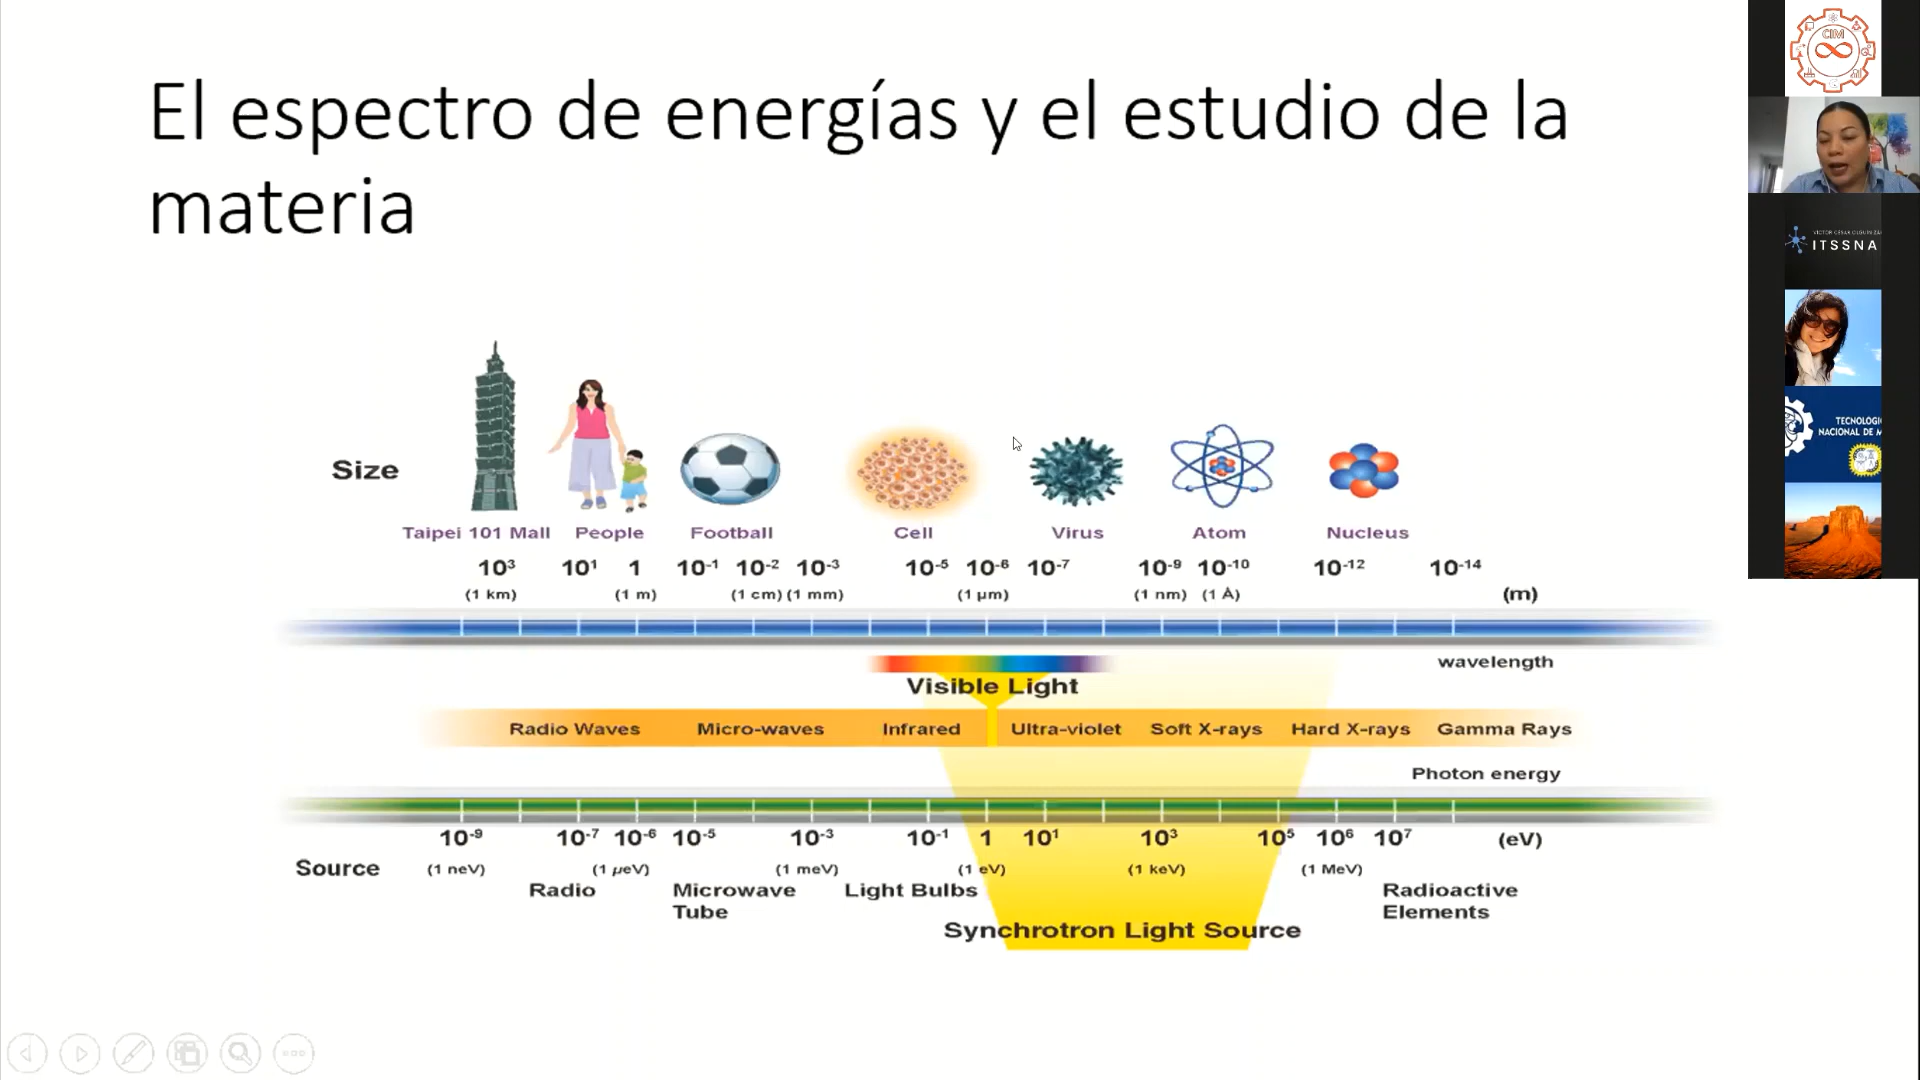 El espectro de energías y el estudio de la
materia
Size
Taipei 101 Mall People Football Cell Virus Atom Nucleus
10³ 10¹ 1 10⁻¹ 10⁻² 10⁻³ 10⁻⁵ 10⁻⁶ 10⁻⁷ 10⁻⁹ 10⁻¹⁰ 10⁻¹² 10⁻¹⁴
(1 km) (1 m) (1 cm) (1 mm) (1 μm) (1 nm) (1 Å) (m)
wavelength
Visible Light
Radio Waves Micro-waves Infrared Ultra-violet Soft X-rays Hard X-rays Gamma Rays
Photon energy
10⁻⁹ 10⁻⁷ 10⁻⁶ 10⁻⁵ 10⁻³ 10⁻¹ 1 10¹ 10³ 10⁵ 10⁶ 10⁷ (eV)
Source (1 neV) (1 μeV) (1 meV) (1 eV) (1 keV) (1 MeV)
Radio Microwave Light Bulbs Radioactive
Tube Elements
Synchrotron Light Source
CIM
ITSSNA
TECNOLÓGI
NACIONAL DE M